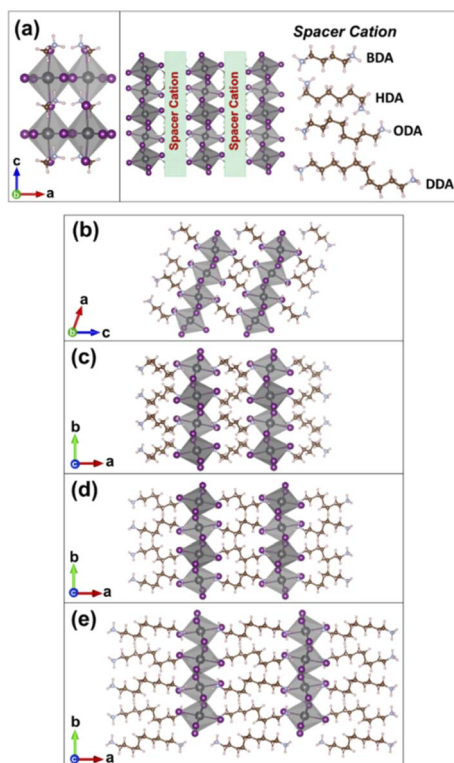 (a)
Spacer Cation
BDA
HDA
ODA
DDA
Spacer Cation
Spacer Cation
c
b
a
(b)
a
b
c
(c)
b
c
a
(d)
b
c
a
(e)
b
c
a